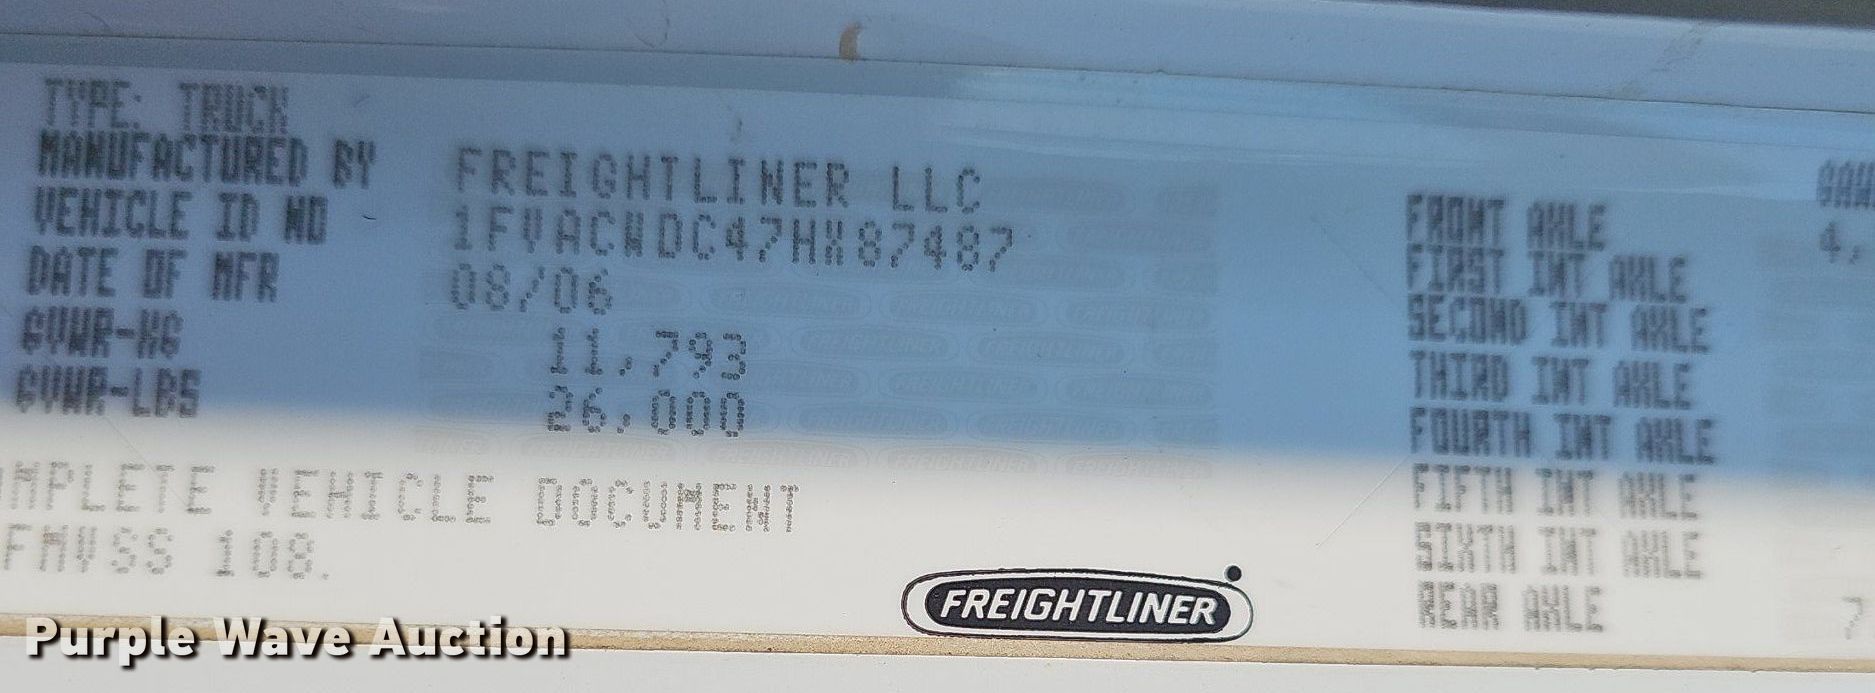 TYPE: TRUCK
MANUFACTURED BY FREIGHTLINER LLC
VEHICLE ID NO 1FVACWDC47HX87487
DATE OF MFR 08/06
GVWR-KG 11,793
GVWR-LBS 26,000
MPLETE VEHICLE DOCUMENT
FMVSS 108.
FRONT AXLE 4,
FIRST INT AXLE
SECOND INT AXLE
THIRD INT AXLE
FOURTH INT AXLE
FIFTH INT AXLE
SIXTH INT AXLE
REAR AXLE 7,
FREIGHTLINER
Purple Wave Auction